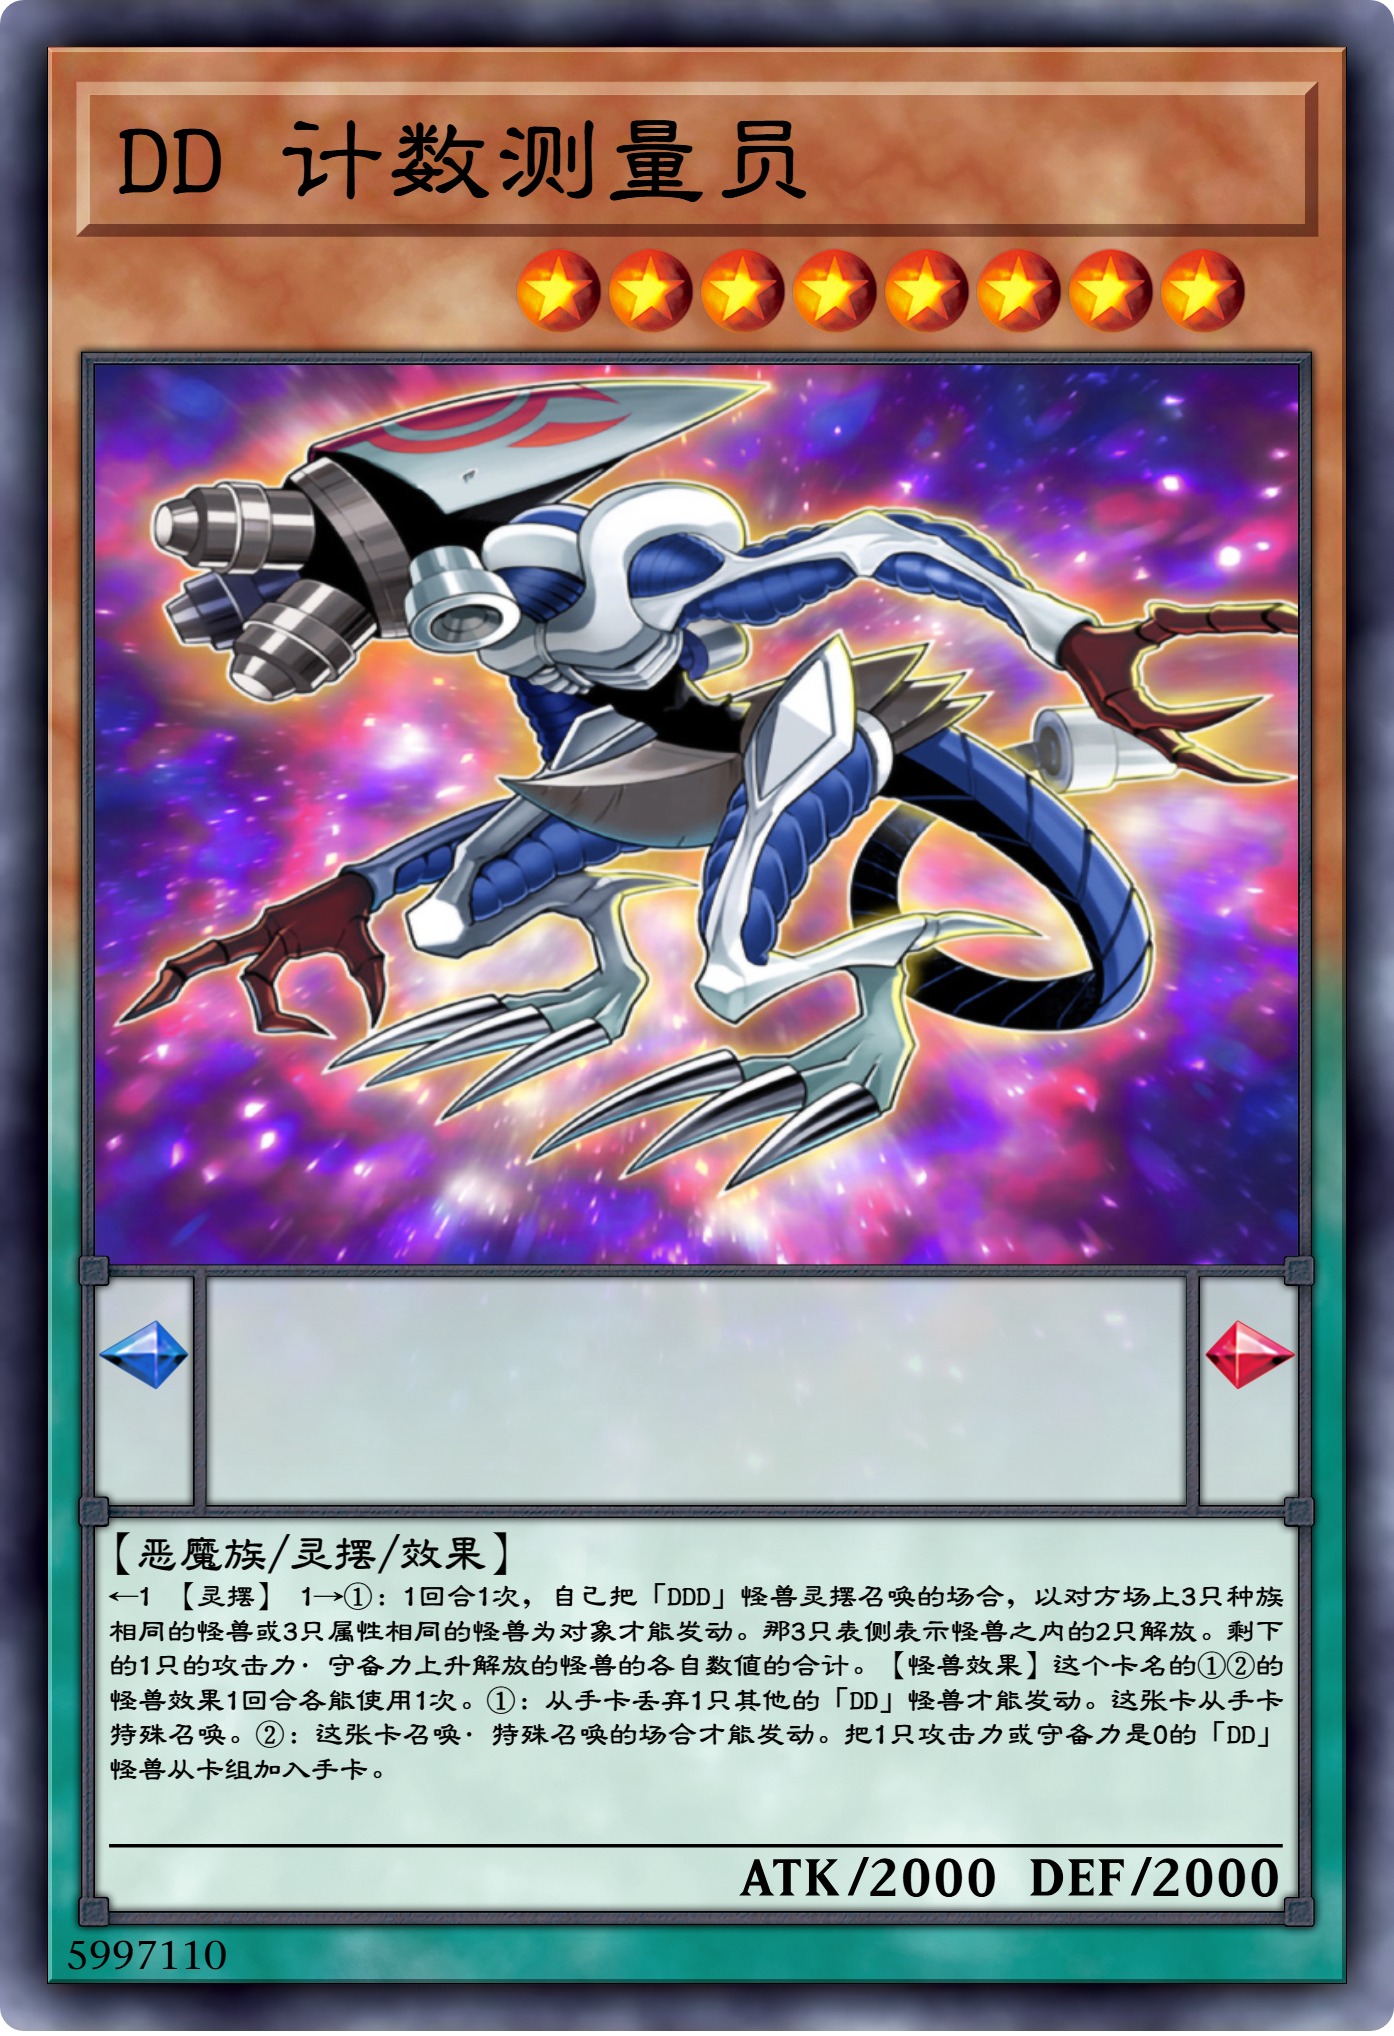 DD 计数测量员
【恶魔族/灵摆/效果】
←1 【灵摆】 1→①：1回合1次，自己把「DDD」怪兽灵摆召唤的场合，以对方场上3只种族
相同的怪兽或3只属性相同的怪兽为对象才能发动。那3只表侧表示怪兽之内的2只解放。剩下
的1只的攻击力·守备力上升解放的怪兽的各自数值的合计。【怪兽效果】这个卡名的①②的
怪兽效果1回合各能使用1次。①：从手卡丢弃1只其他的「DD」怪兽才能发动。这张卡从手卡
特殊召唤。②：这张卡召唤·特殊召唤的场合才能发动。把1只攻击力或守备力是0的「DD」
怪兽从卡组加入手卡。
ATK/2000 DEF/2000
5997110